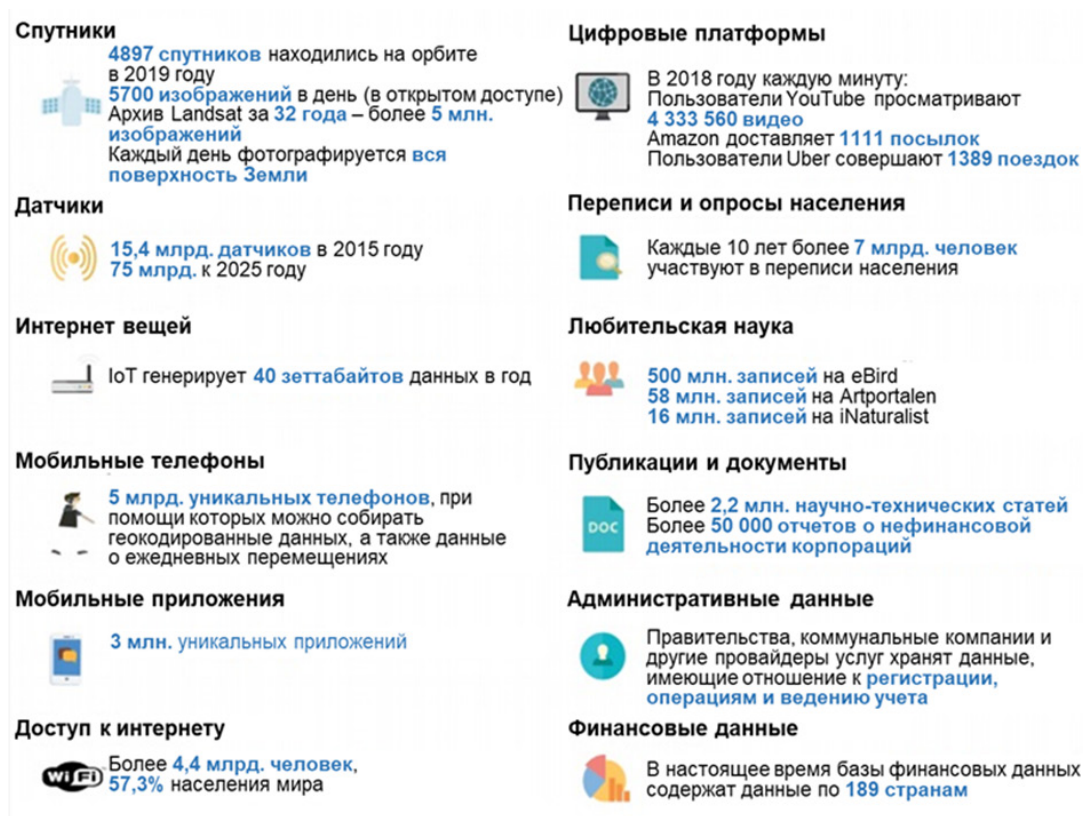 Спутники
4897 спутников находились на орбите
в 2019 году
5700 изображений в день (в открытом доступе)
Архив Landsat за 32 года – более 5 млн.
изображений
Каждый день фотографируется вся
поверхность Земли
Датчики
15,4 млрд. датчиков в 2015 году
75 млрд. к 2025 году
Интернет вещей
IoT генерирует 40 зеттабайтов данных в год
Мобильные телефоны
5 млрд. уникальных телефонов, при
помощи которых можно собирать
геокодированные данных, а также данные
о ежедневных перемещениях
Мобильные приложения
3 млн. уникальных приложений
Доступ к интернету
WiFi
Более 4,4 млрд. человек,
57,3% населения мира
Цифровые платформы
В 2018 году каждую минуту:
Пользователи YouTube просматривают
4 333 560 видео
Amazon доставляет 1111 посылок
Пользователи Uber совершают 1389 поездок
Переписи и опросы населения
Каждые 10 лет более 7 млрд. человек
участвуют в переписи населения
Любительская наука
500 млн. записей на eBird
58 млн. записей на Artportalen
16 млн. записей на iNaturalist
Публикации и документы
DOC
Более 2,2 млн. научно-технических статей
Более 50 000 отчетов о нефинансовой
деятельности корпораций
Административные данные
Правительства, коммунальные компании и
другие провайдеры услуг хранят данные,
имеющие отношение к регистрации,
операциям и ведению учета
Финансовые данные
В настоящее время базы финансовых данных
содержат данные по 189 странам